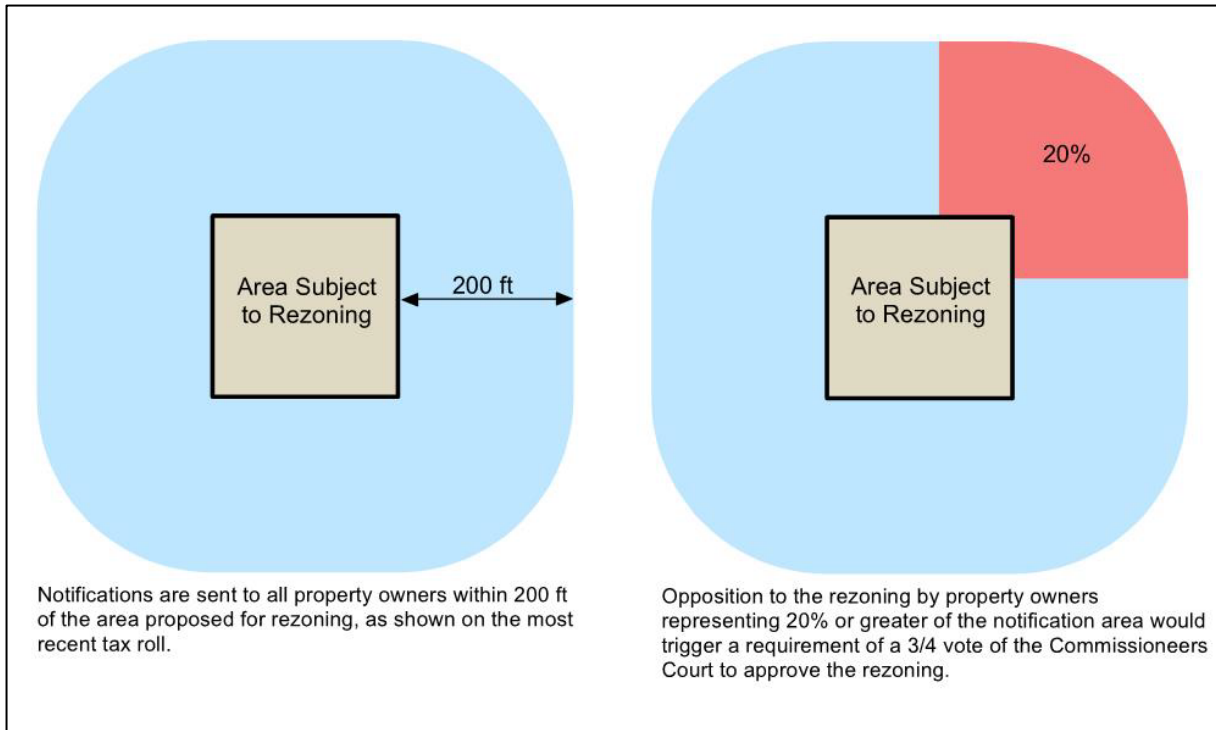 Area Subject
to Rezoning
200 ft
Notifications are sent to all property owners within 200 ft
of the area proposed for rezoning, as shown on the most
recent tax roll.
20%
Area Subject
to Rezoning
Opposition to the rezoning by property owners
representing 20% or greater of the notification area would
trigger a requirement of a 3/4 vote of the Commissioneers
Court to approve the rezoning.